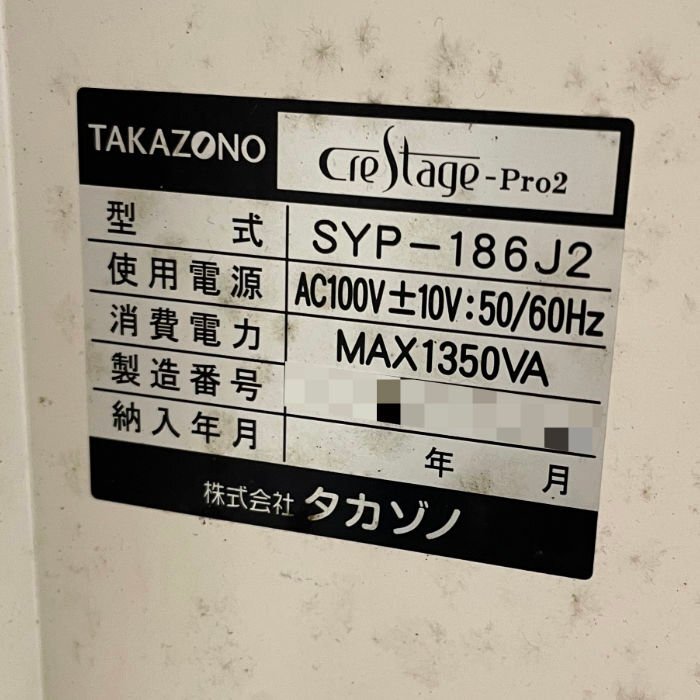 TAKAZONO CreStage-Pro2
型式 SYP-186J2
使用電源 AC100V±10V:50/60Hz
消費電力 MAX1350VA
製造番号
納入年月 年 月
株式会社 タカゾノ